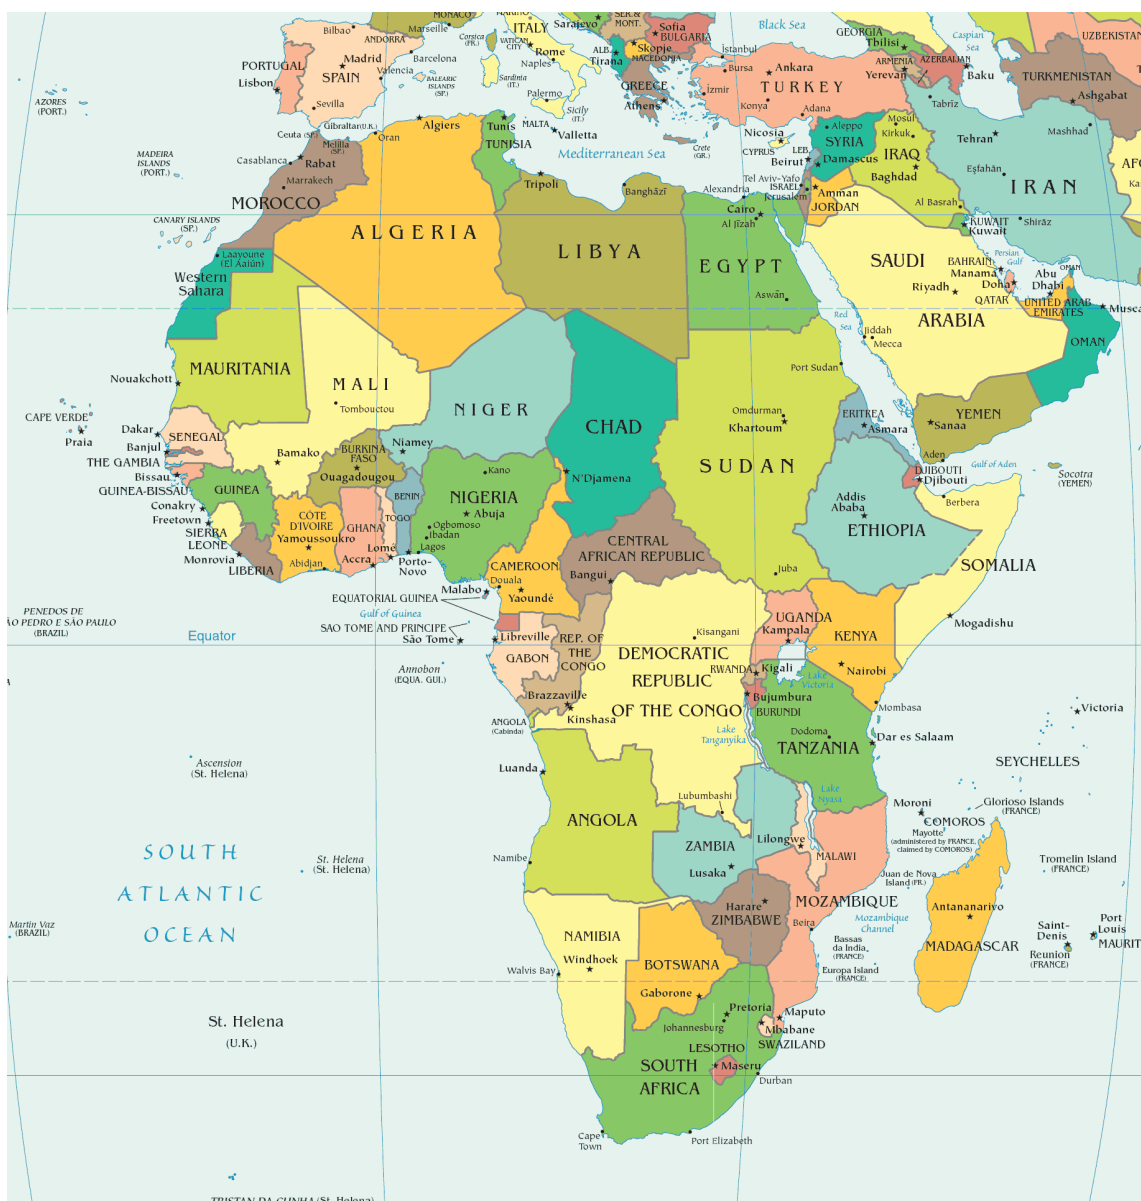 MONACO
ITALY
Sarajevo
SER. &
MONT.
Sofia
BULGARIA
Black Sea
GEORGIA
Tbilisi
Caspian
Sea
UZBEKISTAN
Bilbao
ANDORRA
Marseille
Corsica
(FR.)
VATICAN
CITY
Rome
Naples
ALB.
Tirana
Skopje
MACEDONIA
İstanbul
Bursa
Ankara
ARMENIA
Yerevan
AZERBAIJAN
Baku
PORTUGAL
Lisbon
Madrid
SPAIN
Barcelona
Valencia
BALEARIC
ISLANDS
(SP.)
Sardinia
(IT.)
GREECE
Athens
İzmir
TURKEY
Konya
Adana
TURKMENISTAN
Ashgabat
Tabrīz
AZORES
(PORT.)
Sevilla
Palermo
Sicily
(IT.)
Gibraltar(U.K.)
Ceuta (SP.)
Melilla
(SP.)
Oran
Algiers
Tunis
TUNISIA
MALTA
Valletta
Mediterranean Sea
Crete
(GR.)
Nicosia
CYPRUS
LEB.
Beirut
Aleppo
SYRIA
Damascus
Mosul
Kirkuk
IRAQ
Baghdad
Tehran
Mashhad
Eşfahān
IRAN
MADEIRA
ISLANDS
(PORT.)
Casablanca
Rabat
Marrakech
MOROCCO
Tripoli
Banghāzī
Alexandria
Tel Aviv-Yafo
ISRAEL
Jerusalem
Amman
JORDAN
Cairo
Al Jīzah
Al Basrah
KUWAIT
Kuwait
Shirāz
CANARY ISLANDS
(SP.)
ALGERIA
LIBYA
EGYPT
Aswān
SAUDI
ARABIA
Riyadh
BAHRAIN
Manama
Persian
Gulf
Doha
QATAR
Abu
Dhabi
OMAN
UNITED ARAB
EMIRATES
Musca
OMAN
Laayoune
(El Aaiún)
Western
Sahara
Red
Sea
Jiddah
Mecca
MAURITANIA
Nouakchott
MALI
Tombouctou
NIGER
CHAD
SUDAN
Port Sudan
Omdurman
Khartoum
ERITREA
Asmara
YEMEN
Sanaa
Aden
Gulf of Aden
Socotra
(YEMEN)
CAPE VERDE
Praia
Dakar
SENEGAL
Banjul
THE GAMBIA
Bissau
GUINEA-BISSAU
Bamako
BURKINA
FASO
Ouagadougou
Niamey
N'Djamena
Kano
NIGERIA
Abuja
DJIBOUTI
Djibouti
Berbera
Conakry
GUINEA
Freetown
SIERRA
LEONE
Monrovia
LIBERIA
CÔTE
D'IVOIRE
Yamoussoukro
Abidjan
GHANA
Accra
TOGO
Lomé
BENIN
Porto-
Novo
Ogbomoso
Ibadan
Lagos
Addis
Ababa
ETHIOPIA
SOMALIA
CENTRAL
AFRICAN REPUBLIC
Bangui
CAMEROON
Douala
Yaoundé
Juba
Malabo
EQUATORIAL GUINEA
Gulf of Guinea
SAO TOME AND PRINCIPE
São Tome
PENEDOS DE
ÃO PEDRO E SÃO PAULO
(BRAZIL)
Equator
Annobon
(EQUA. GUI.)
Libreville
GABON
REP. OF
THE
CONGO
Brazzaville
Kinshasa
ANGOLA
(Cabinda)
Kisangani
DEMOCRATIC
REPUBLIC
OF THE CONGO
UGANDA
Kampala
KENYA
Nairobi
Mogadishu
RWANDA
Kigali
Lake
Victoria
Bujumbura
BURUNDI
Mombasa
Lake
Tanganyika
Dodoma
TANZANIA
Dar es Salaam
Victoria
SEYCHELLES
Ascension
(St. Helena)
Luanda
ANGOLA
Lubumbashi
Lake
Nyasa
Moroni
COMOROS
Glorioso Islands
(FRANCE)
Mayotte
(administered by FRANCE,
claimed by COMOROS)
SOUTH
ATLANTIC
OCEAN
St. Helena
(St. Helena)
Namibe
ZAMBIA
Lusaka
Lilongwe
MALAWI
Juan de Nova
Island (FR.)
Tromelin Island
(FRANCE)
MOZAMBIQUE
Mozambique
Channel
Harare
ZIMBABWE
Beira
Antananarivo
MADAGASCAR
Martin Vaz
(BRAZIL)
Saint-
Denis
Reunion
(FRANCE)
Port
Louis
MAURIT
NAMIBIA
Windhoek
Walvis Bay
BOTSWANA
Gaborone
Bassas
da India
(FRANCE)
Europa Island
(FRANCE)
St. Helena
(U.K.)
Pretoria
Johannesburg
Maputo
Mbabane
SWAZILAND
LESOTHO
Maseru
SOUTH
AFRICA
Durban
Cape
Town
Port Elizabeth
TRISTAN DA CUNHA (St. Helena)